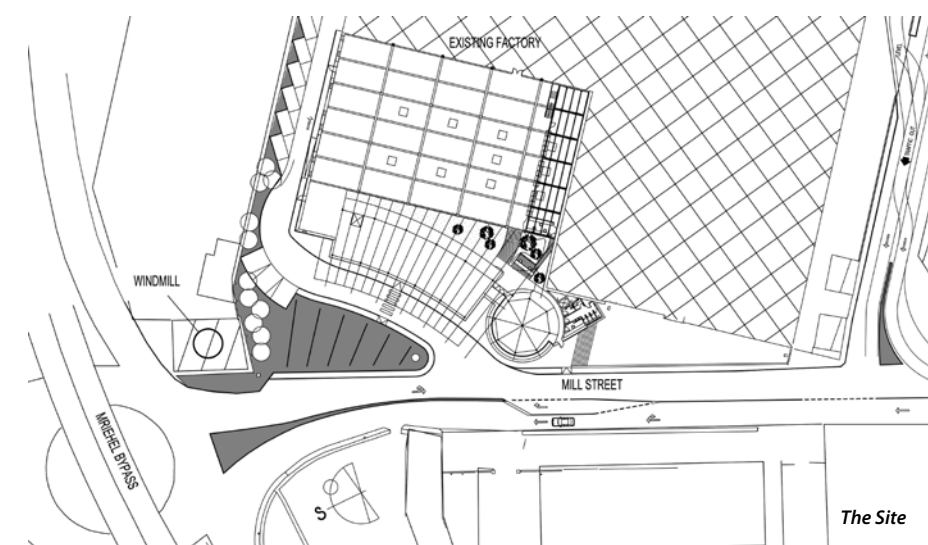 EXISTING FACTORY
WINDMILL
MILL STREET
MRIEHEL BYPASS
S
The Site